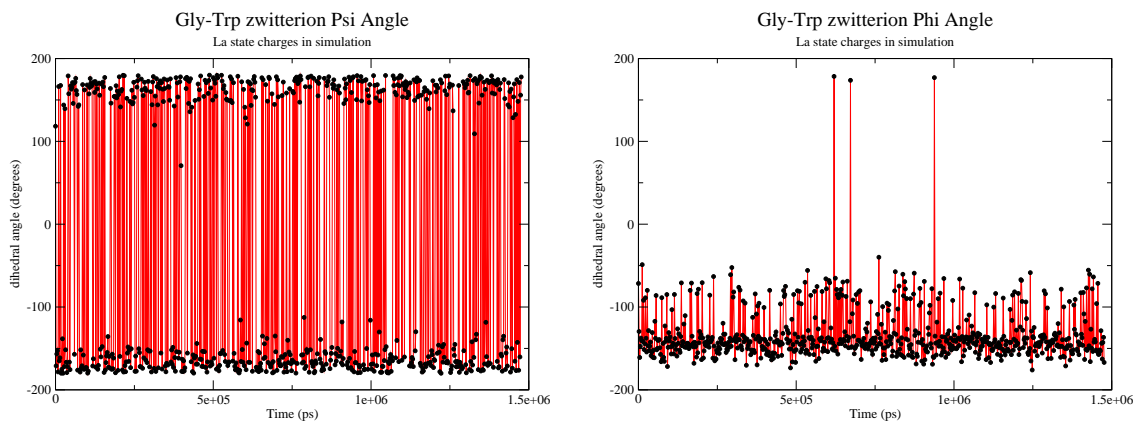 Gly-Trp zwitterion Psi Angle
La state charges in simulation
200
100
0
-100
-200
dihedral angle (degrees)
0
5e+05
1e+06
1.5e+06
Time (ps)
Gly-Trp zwitterion Phi Angle
La state charges in simulation
200
100
0
-100
-200
dihedral angle (degrees)
0
5e+05
1e+06
1.5e+06
Time (ps)